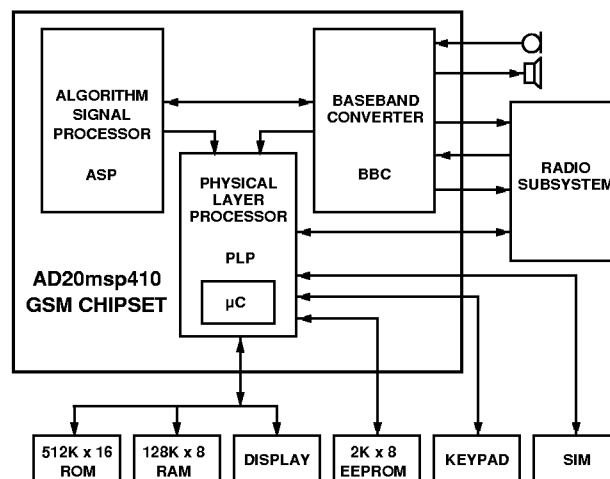 ALGORITHM
SIGNAL
PROCESSOR
ASP
BASEBAND
CONVERTER
BBC
PHYSICAL
LAYER
PROCESSOR
PLP
µC
RADIO
SUBSYSTEM
AD20msp410
GSM CHIPSET
512K x 16
ROM
128K x 8
RAM
DISPLAY
2K x 8
EEPROM
KEYPAD
SIM